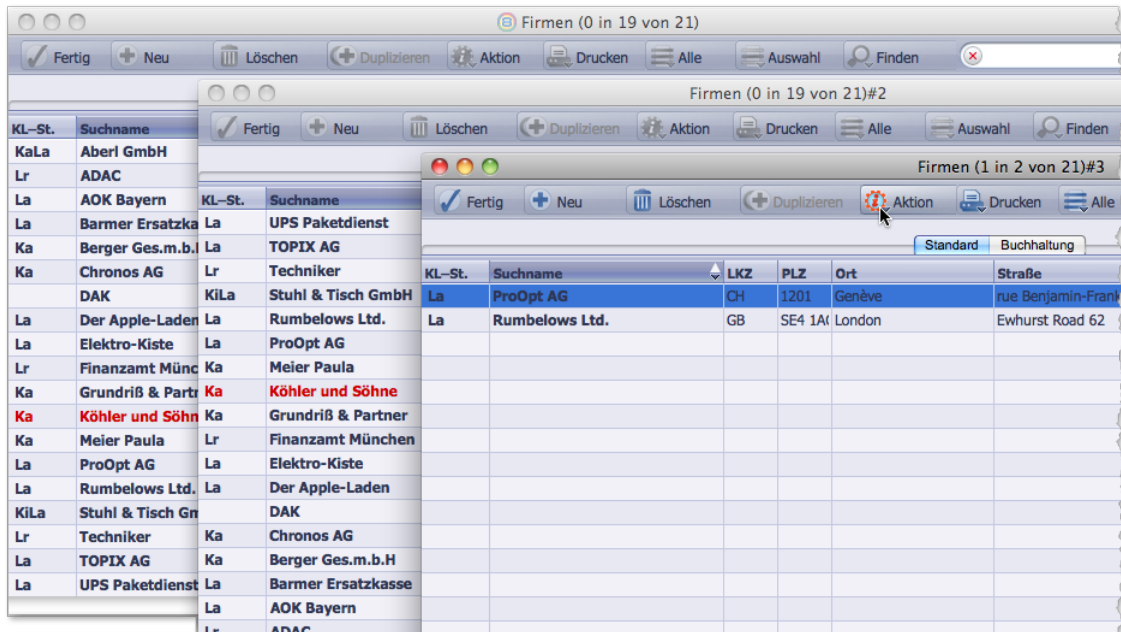 Firmen (0 in 19 von 21)
Fertig Neu Löschen Duplizieren Aktion Drucken Alle Auswahl Finden
KL–St. Suchname
KaLa Aberl GmbH
Lr ADAC
La AOK Bayern
La Barmer Ersatzka
Ka Berger Ges.m.b.
Ka Chronos AG
DAK
La Der Apple-Laden
La Elektro-Kiste
Lr Finanzamt Münc
Ka Grundriß & Partn
Ka Köhler und Söhn
Ka Meier Paula
La ProOpt AG
La Rumbelows Ltd.
KiLa Stuhl & Tisch Gm
Lr Techniker
La TOPIX AG
La UPS Paketdienst
Firmen (0 in 19 von 21)#2
Fertig Neu Löschen Duplizieren Aktion Drucken Alle Auswahl Finden
KL–St. Suchname
La UPS Paketdienst
La TOPIX AG
Lr Techniker
KiLa Stuhl & Tisch GmbH
La Rumbelows Ltd.
La ProOpt AG
Ka Meier Paula
Ka Köhler und Söhne
Ka Grundriß & Partner
Lr Finanzamt München
La Elektro-Kiste
La Der Apple-Laden
DAK
Ka Chronos AG
Ka Berger Ges.m.b.H
La Barmer Ersatzkasse
La AOK Bayern
Lr ADAC
Firmen (1 in 2 von 21)#3
Fertig Neu Löschen Duplizieren Aktion Drucken Alle
Standard Buchhaltung
KL–St. Suchname LKZ PLZ Ort Straße
La ProOpt AG CH 1201 Genève rue Benjamin-Frank
La Rumbelows Ltd. GB SE4 1A London Ewhurst Road 62